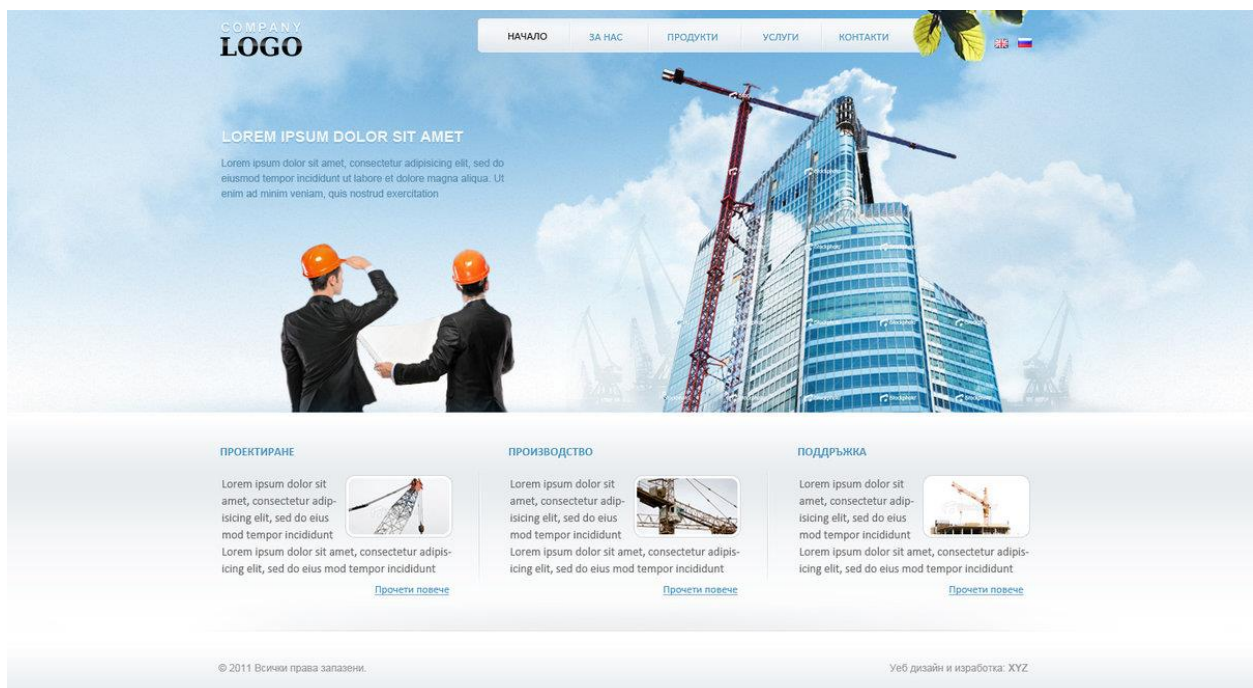 COMPANY
LOGO
НАЧАЛО ЗА НАС ПРОДУКТИ УСЛУГИ КОНТАКТИ
LOREM IPSUM DOLOR SIT AMET
Lorem ipsum dolor sit amet, consectetur adipisicing elit, sed do
eiusmod tempor incididunt ut labore et dolore magna aliqua. Ut
enim ad minim veniam, quis nostrud exercitation
ПРОЕКТИРАНЕ
Lorem ipsum dolor sit
amet, consectetur adip-
isicing elit, sed do eius
mod tempor incididunt
Lorem ipsum dolor sit amet, consectetur adipis-
icing elit, sed do eius mod tempor incididunt
Прочети повече
ПРОИЗВОДСТВО
Lorem ipsum dolor sit
amet, consectetur adip-
isicing elit, sed do eius
mod tempor incididunt
Lorem ipsum dolor sit amet, consectetur adipis-
icing elit, sed do eius mod tempor incididunt
Прочети повече
ПОДДРЪЖКА
Lorem ipsum dolor sit
amet, consectetur adip-
isicing elit, sed do eius
mod tempor incididunt
Lorem ipsum dolor sit amet, consectetur adipis-
icing elit, sed do eius mod tempor incididunt
Прочети повече
© 2011 Всички права запазени.
Уеб дизайн и изработка: XYZ